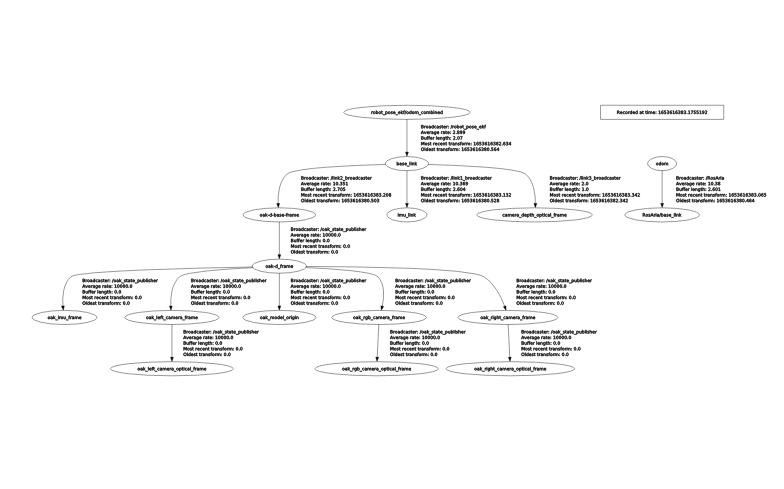 robot_pose_ekf/odom_combined
Recorded at time: 1653616383.1755192
Broadcaster: /robot_pose_ekf
Average rate: 2.899
Buffer length: 2.07
Most recent transform: 1653616382.634
Oldest transform: 1653616380.564
base_link
odom
Broadcaster: /link2_broadcaster
Average rate: 10.351
Buffer length: 2.705
Most recent transform: 1653616383.208
Oldest transform: 1653616380.503
Broadcaster: /link1_broadcaster
Average rate: 10.369
Buffer length: 2.604
Most recent transform: 1653616383.132
Oldest transform: 1653616380.528
Broadcaster: /link3_broadcaster
Average rate: 2.0
Buffer length: 1.0
Most recent transform: 1653616383.342
Oldest transform: 1653616382.342
Broadcaster: /RosAria
Average rate: 10.38
Buffer length: 2.601
Most recent transform: 1653616383.065
Oldest transform: 1653616380.464
oak-d-base-frame
imu_link
camera_depth_optical_frame
RosAria/base_link
Broadcaster: /oak_state_publisher
Average rate: 10000.0
Buffer length: 0.0
Most recent transform: 0.0
Oldest transform: 0.0
oak-d_frame
Broadcaster: /oak_state_publisher
Average rate: 10000.0
Buffer length: 0.0
Most recent transform: 0.0
Oldest transform: 0.0
Broadcaster: /oak_state_publisher
Average rate: 10000.0
Buffer length: 0.0
Most recent transform: 0.0
Oldest transform: 0.0
Broadcaster: /oak_state_publisher
Average rate: 10000.0
Buffer length: 0.0
Most recent transform: 0.0
Oldest transform: 0.0
Broadcaster: /oak_state_publisher
Average rate: 10000.0
Buffer length: 0.0
Most recent transform: 0.0
Oldest transform: 0.0
Broadcaster: /oak_state_publisher
Average rate: 10000.0
Buffer length: 0.0
Most recent transform: 0.0
Oldest transform: 0.0
oak_imu_frame
oak_left_camera_frame
oak_model_origin
oak_rgb_camera_frame
oak_right_camera_frame
Broadcaster: /oak_state_publisher
Average rate: 10000.0
Buffer length: 0.0
Most recent transform: 0.0
Oldest transform: 0.0
Broadcaster: /oak_state_publisher
Average rate: 10000.0
Buffer length: 0.0
Most recent transform: 0.0
Oldest transform: 0.0
Broadcaster: /oak_state_publisher
Average rate: 10000.0
Buffer length: 0.0
Most recent transform: 0.0
Oldest transform: 0.0
oak_left_camera_optical_frame
oak_rgb_camera_optical_frame
oak_right_camera_optical_frame